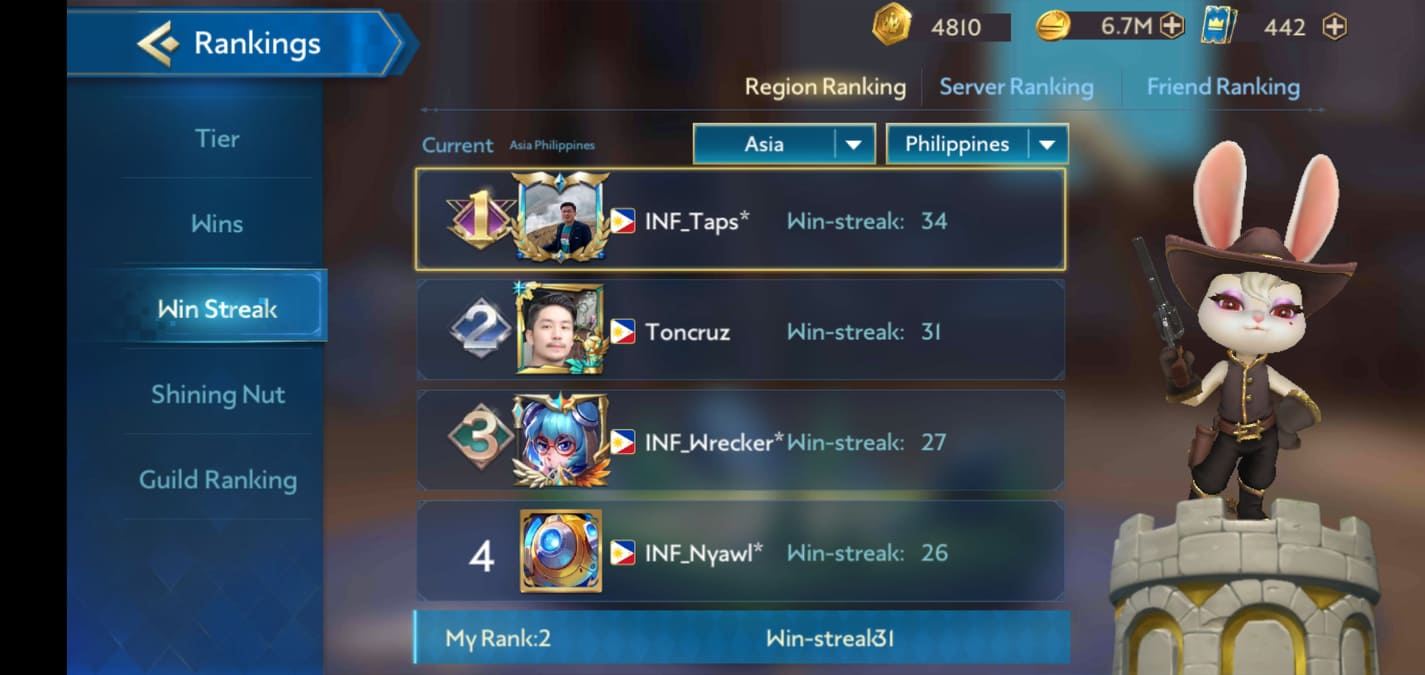 Rankings
4810
6.7M
442
Region Ranking
Server Ranking
Friend Ranking
Tier
Wins
Win Streak
Shining Nut
Guild Ranking
Current Asia Philippines
Asia
Philippines
1 INF_Taps* Win-streak: 34
2 Toncruz Win-streak: 31
3 INF_Wrecker* Win-streak: 27
4 INF_Nyawl* Win-streak: 26
My Rank:2 Win-streak31